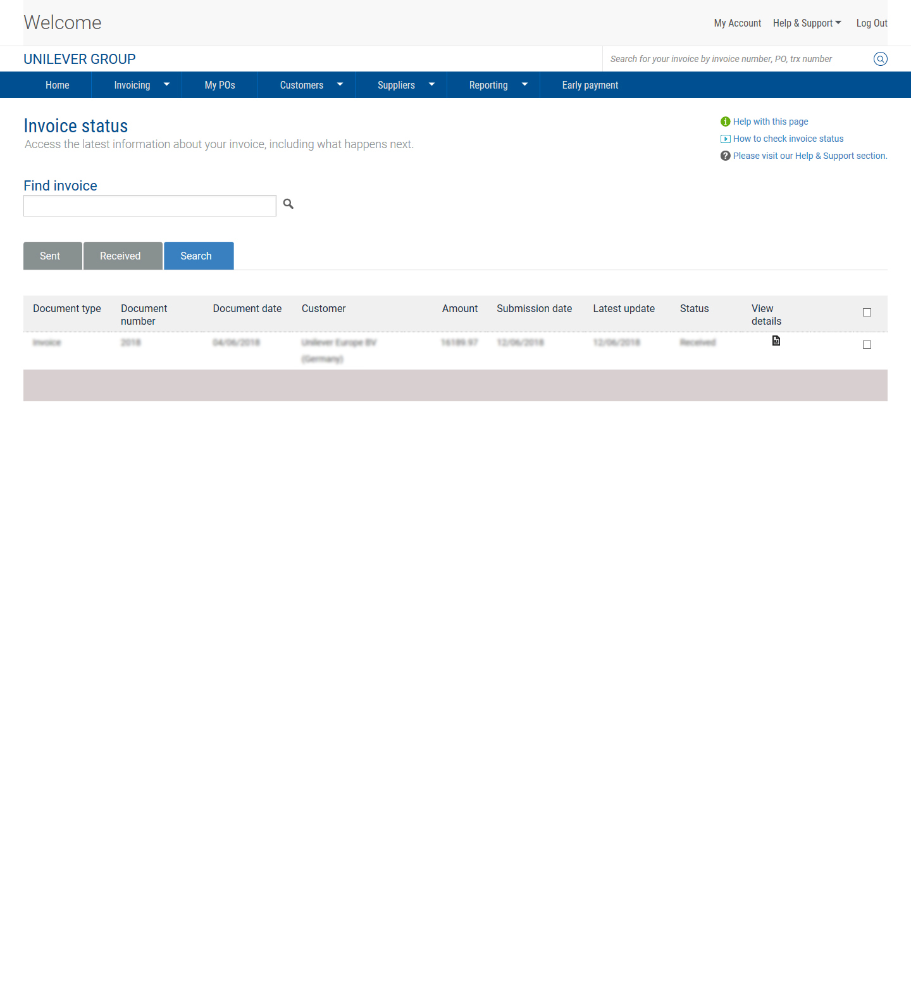 Welcome
My Account Help & Support Log Out
UNILEVER GROUP
Search for your invoice by invoice number, PO, trx number
Home Invoicing My POs Customers Suppliers Reporting Early payment
Invoice status
Access the latest information about your invoice, including what happens next.
Help with this page
How to check invoice status
Please visit our Help & Support section.
Find invoice
Sent Received Search
Document type Document number Document date Customer Amount Submission date Latest update Status View details
Invoice 2018 04/06/2018 Unilever Europe BV 16189.97 12/06/2018 12/06/2018 Received
(Germany)